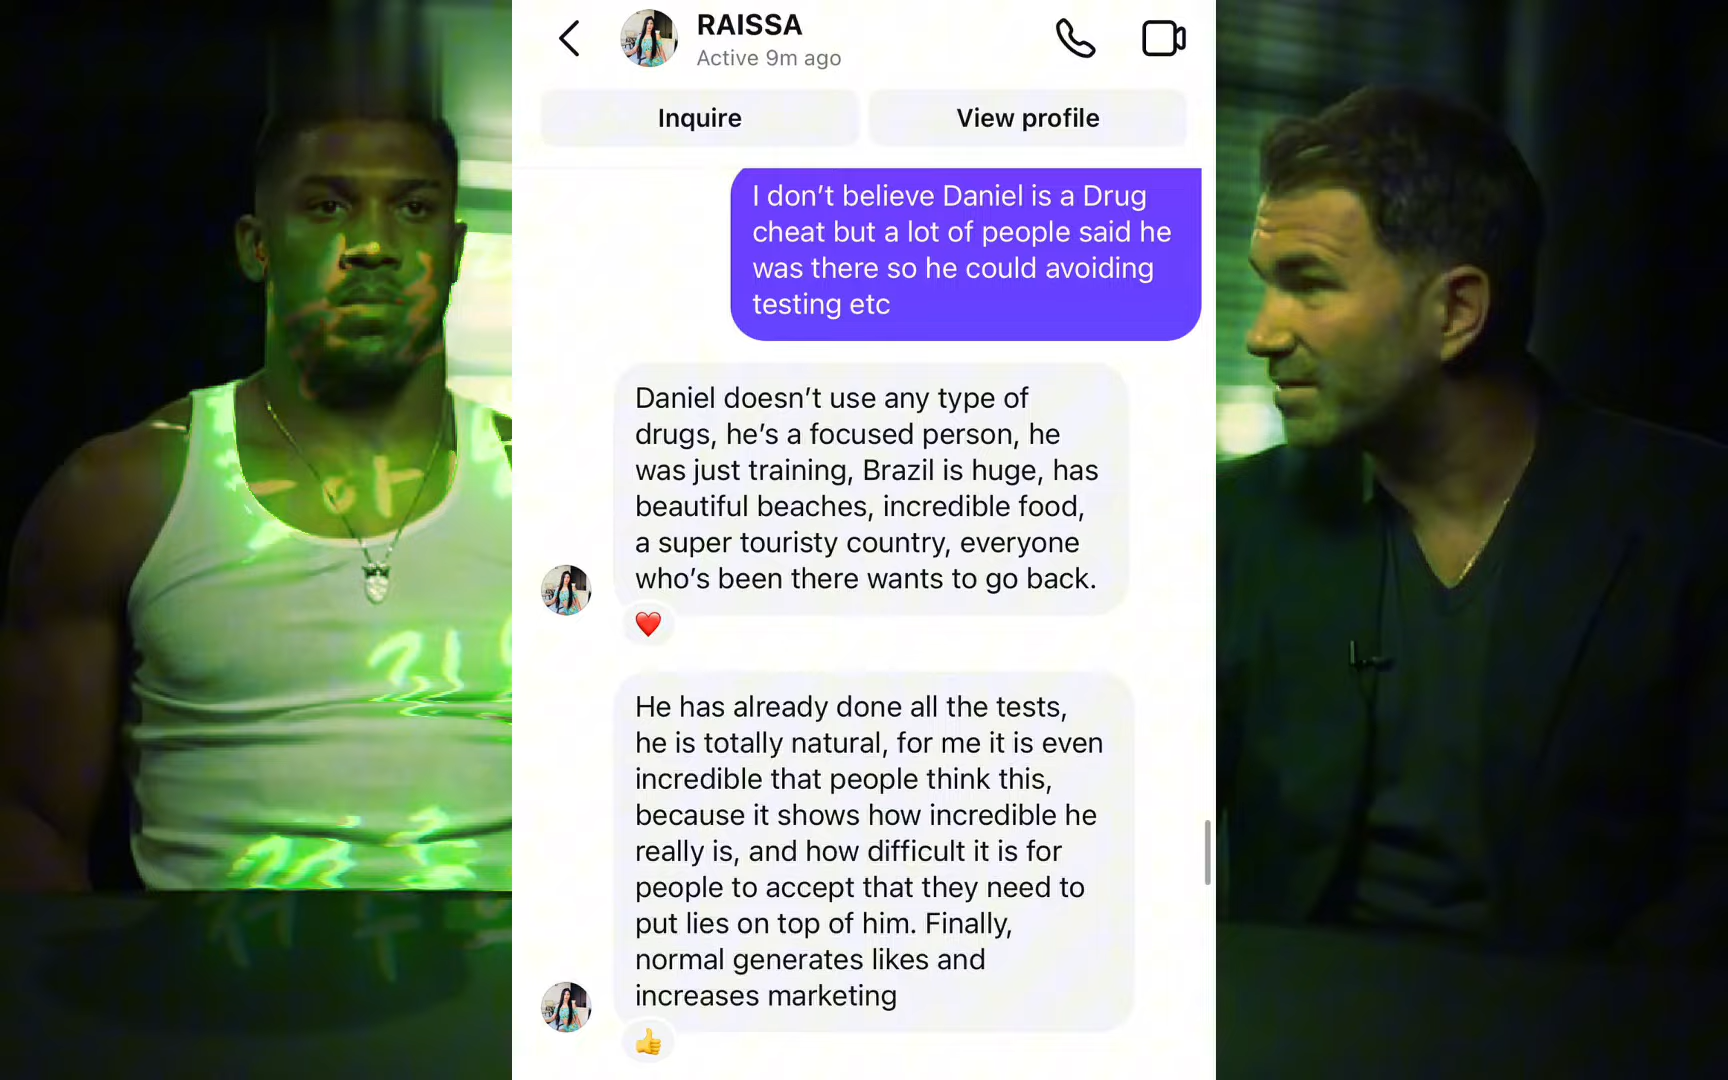 RAISSA
Active 9m ago
Inquire
View profile
I don’t believe Daniel is a Drug
cheat but a lot of people said he
was there so he could avoiding
testing etc
Daniel doesn’t use any type of
drugs, he’s a focused person, he
was just training, Brazil is huge, has
beautiful beaches, incredible food,
a super touristy country, everyone
who’s been there wants to go back.
❤️
He has already done all the tests,
he is totally natural, for me it is even
incredible that people think this,
because it shows how incredible he
really is, and how difficult it is for
people to accept that they need to
put lies on top of him. Finally,
normal generates likes and
increases marketing
👍